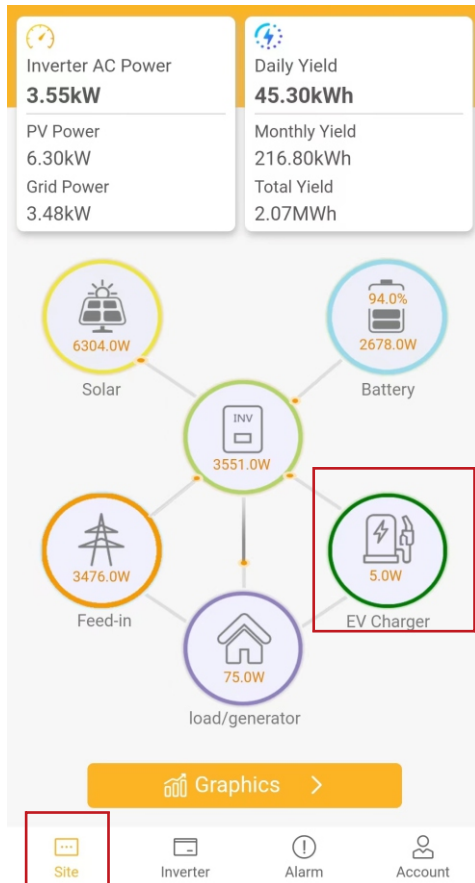 Inverter AC Power
3.55kW
PV Power
6.30kW
Grid Power
3.48kW
Daily Yield
45.30kWh
Monthly Yield
216.80kWh
Total Yield
2.07MWh
6304.0W
Solar
94.0%
2678.0W
Battery
INV
3551.0W
3476.0W
Feed-in
5.0W
EV Charger
75.0W
load/generator
Graphics >
Site
Inverter
Alarm
Account